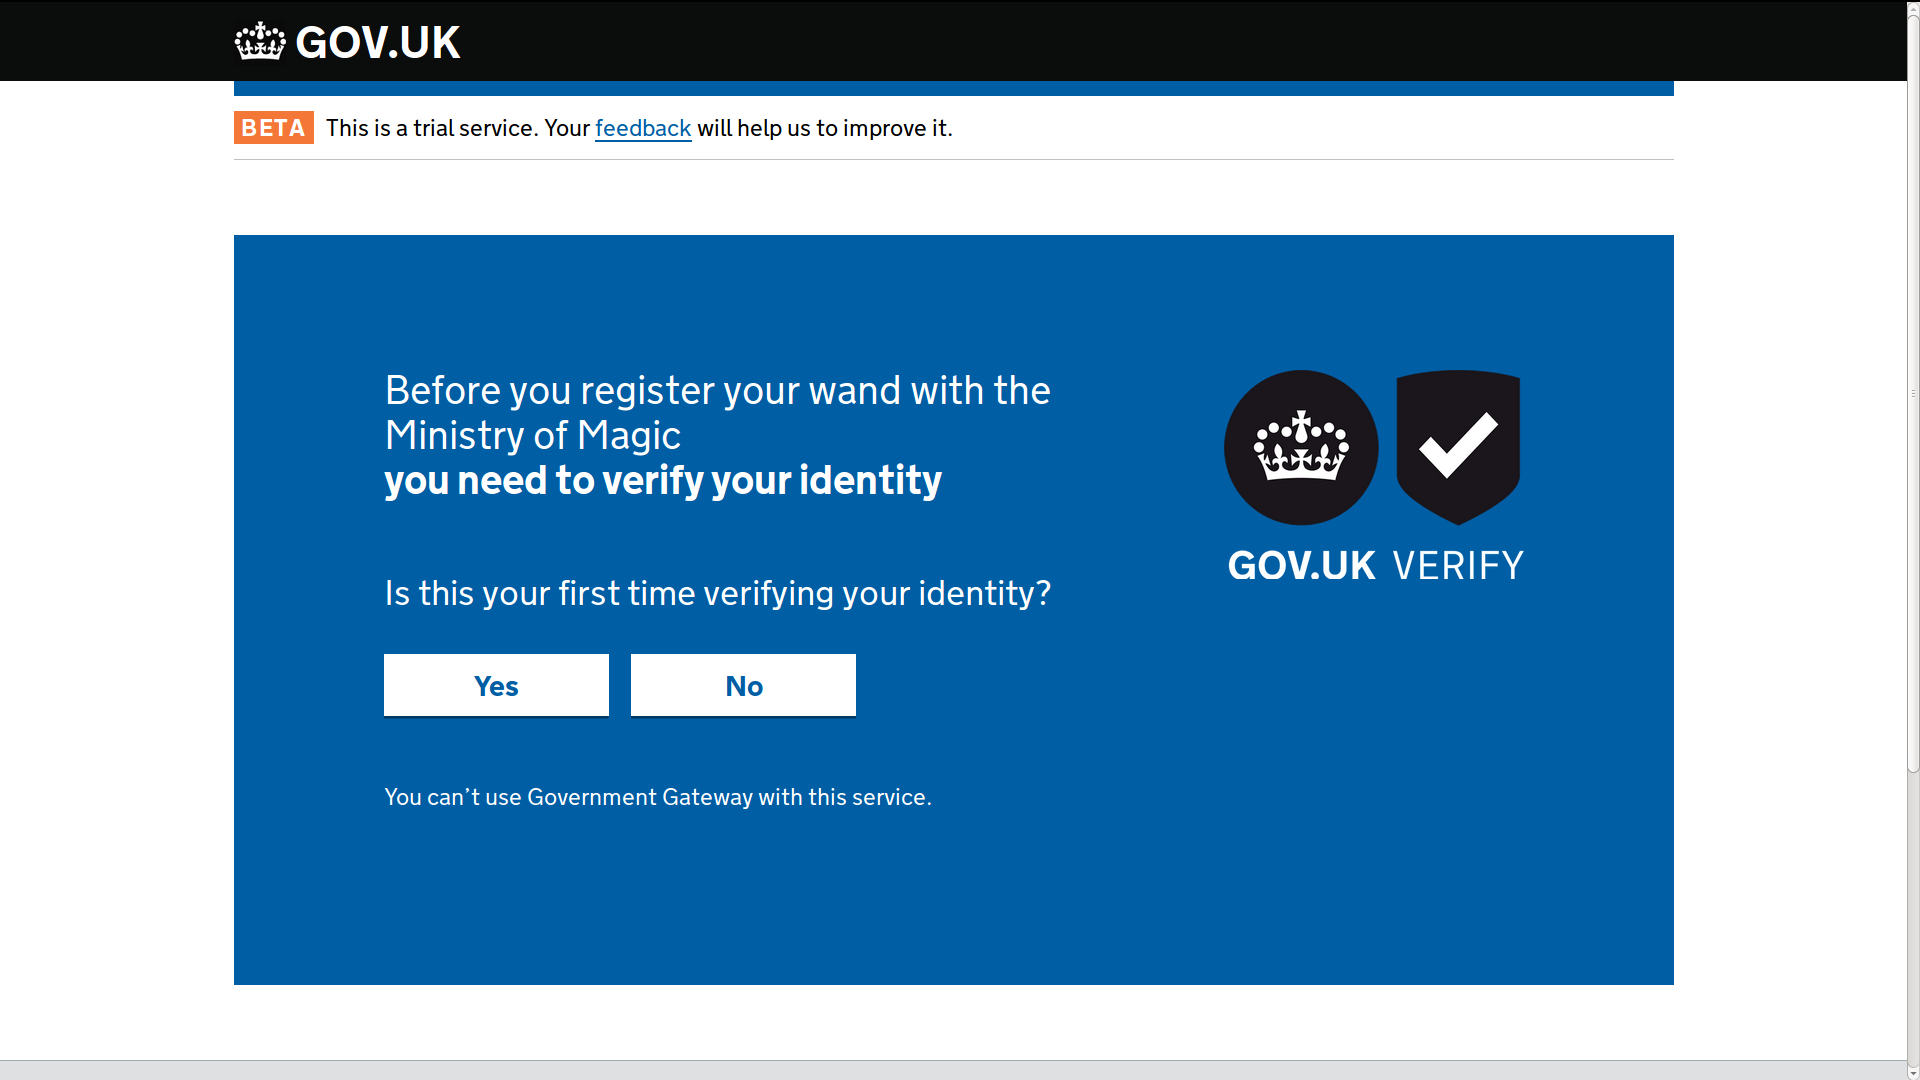 GOV.UK
BETA This is a trial service. Your feedback will help us to improve it.
Before you register your wand with the
Ministry of Magic
you need to verify your identity
GOV.UK VERIFY
Is this your first time verifying your identity?
Yes No
You can’t use Government Gateway with this service.